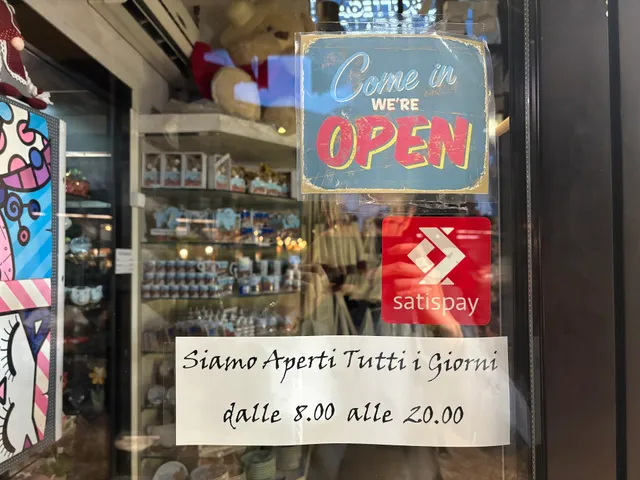 Come in
WE'RE
OPEN
satispay
Siamo Aperti Tutti i Giorni
dalle 8.00 alle 20.00